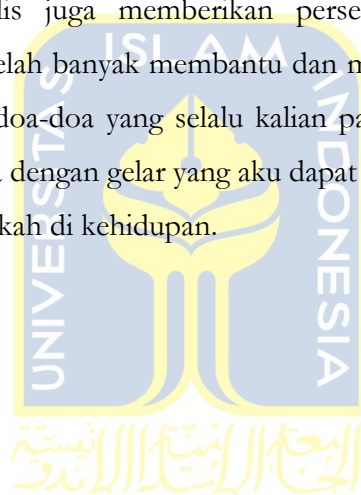 lis juga memberikan perse
elah banyak membantu dan m
doa-doa yang selalu kalian pa
dengan gelar yang aku dapat
kah di kehidupan.
ISLAM
UNIVERSITAS
INDONESIA